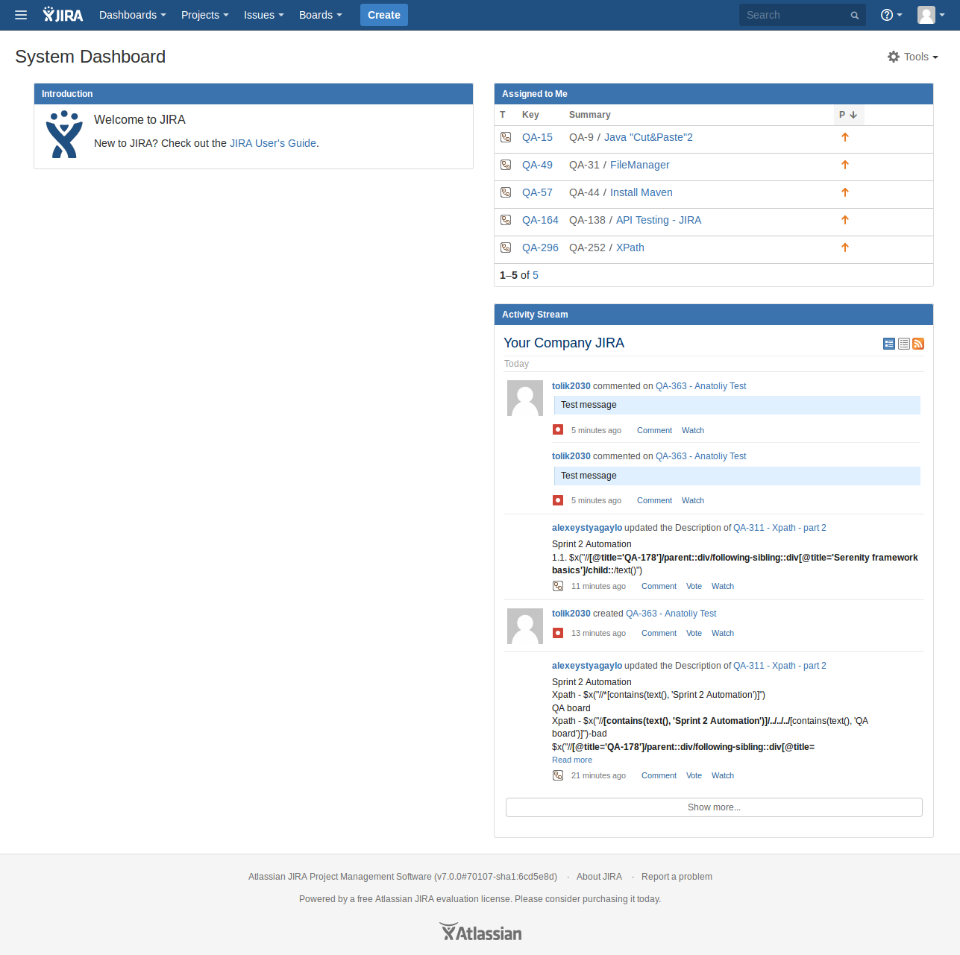 JIRA Dashboards Projects Issues Boards Create Search
System Dashboard
Tools
Introduction
Welcome to JIRA
New to JIRA? Check out the JIRA User's Guide.
Assigned to Me
T Key Summary P
QA-15 QA-9 / Java "Cut&Paste"2
QA-49 QA-31 / FileManager
QA-57 QA-44 / Install Maven
QA-164 QA-138 / API Testing - JIRA
QA-296 QA-252 / XPath
1–5 of 5
Activity Stream
Your Company JIRA
Today
tolik2030 commented on QA-363 - Anatoliy Test
Test message
5 minutes ago Comment Watch
tolik2030 commented on QA-363 - Anatoliy Test
Test message
5 minutes ago Comment Watch
alexeystyagaylo updated the Description of QA-311 - Xpath - part 2
Sprint 2 Automation
1.1. $x("//[@title='QA-178']/parent::div/following-sibling::div[@title='Serenity framework
basics']/child::/text()")
11 minutes ago Comment Vote Watch
tolik2030 created QA-363 - Anatoliy Test
13 minutes ago Comment Vote Watch
alexeystyagaylo updated the Description of QA-311 - Xpath - part 2
Sprint 2 Automation
Xpath - $x("//*[contains(text(), 'Sprint 2 Automation')]")
QA board
Xpath - $x("//[contains(text(), 'Sprint 2 Automation')]/../../../[contains(text(), 'QA
board')]")-bad
$x("//[@title='QA-178']/parent::div/following-sibling::div[@title=
Read more
21 minutes ago Comment Vote Watch
Show more...
Atlassian JIRA Project Management Software (v7.0.0#70107-sha1:6cd5e8d) · About JIRA · Report a problem
Powered by a free Atlassian JIRA evaluation license. Please consider purchasing it today.
Atlassian